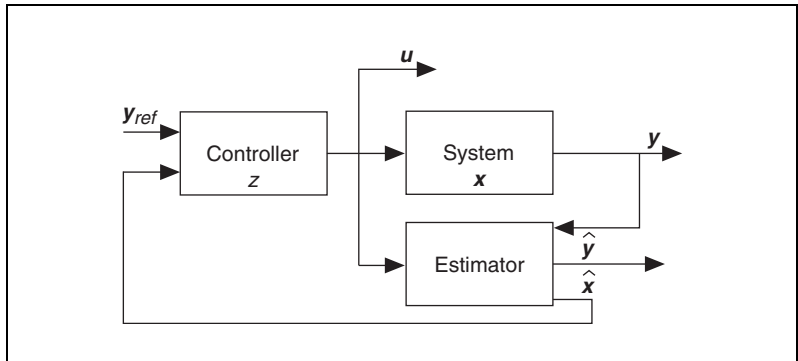 u
y_ref
Controller
z
System
x
y
Estimator
ŷ
x̂